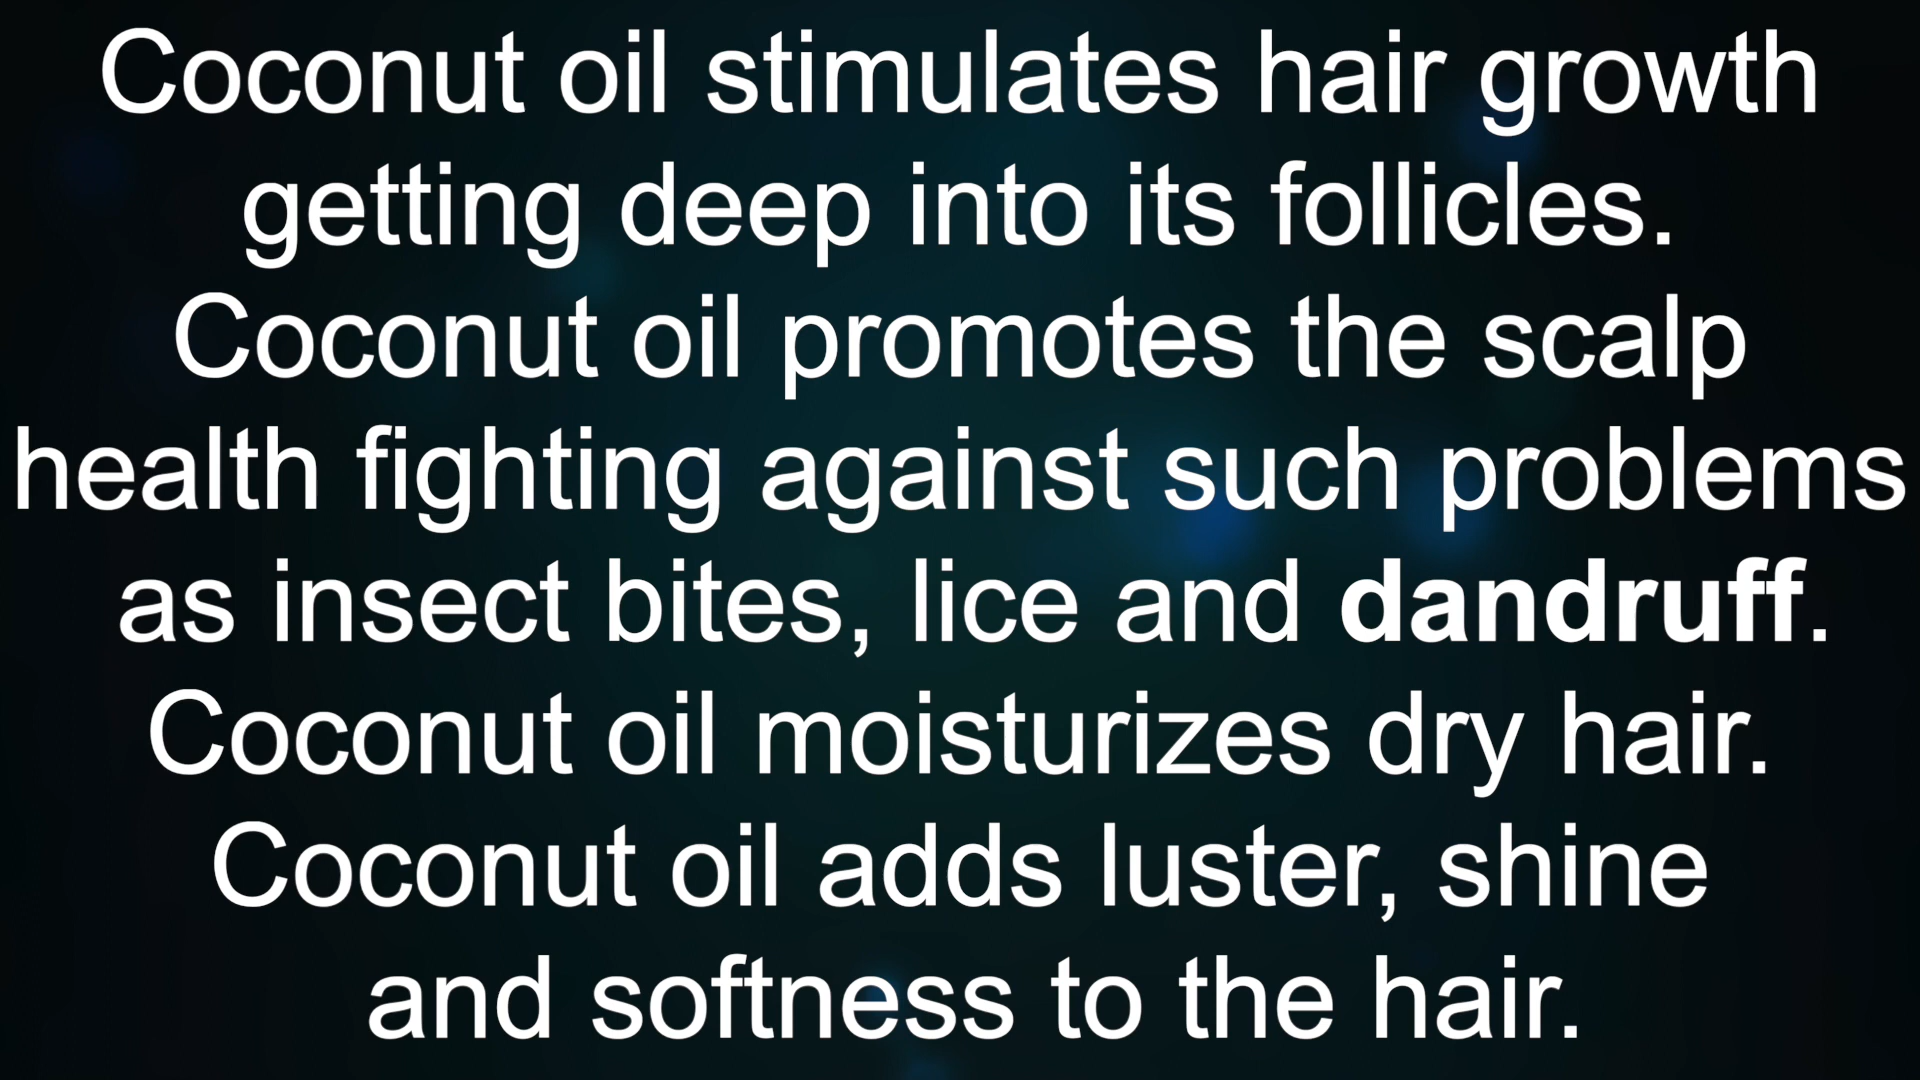 Coconut oil stimulates hair growth
getting deep into its follicles.
Coconut oil promotes the scalp
health fighting against such problems
as insect bites, lice and dandruff.
Coconut oil moisturizes dry hair.
Coconut oil adds luster, shine
and softness to the hair.